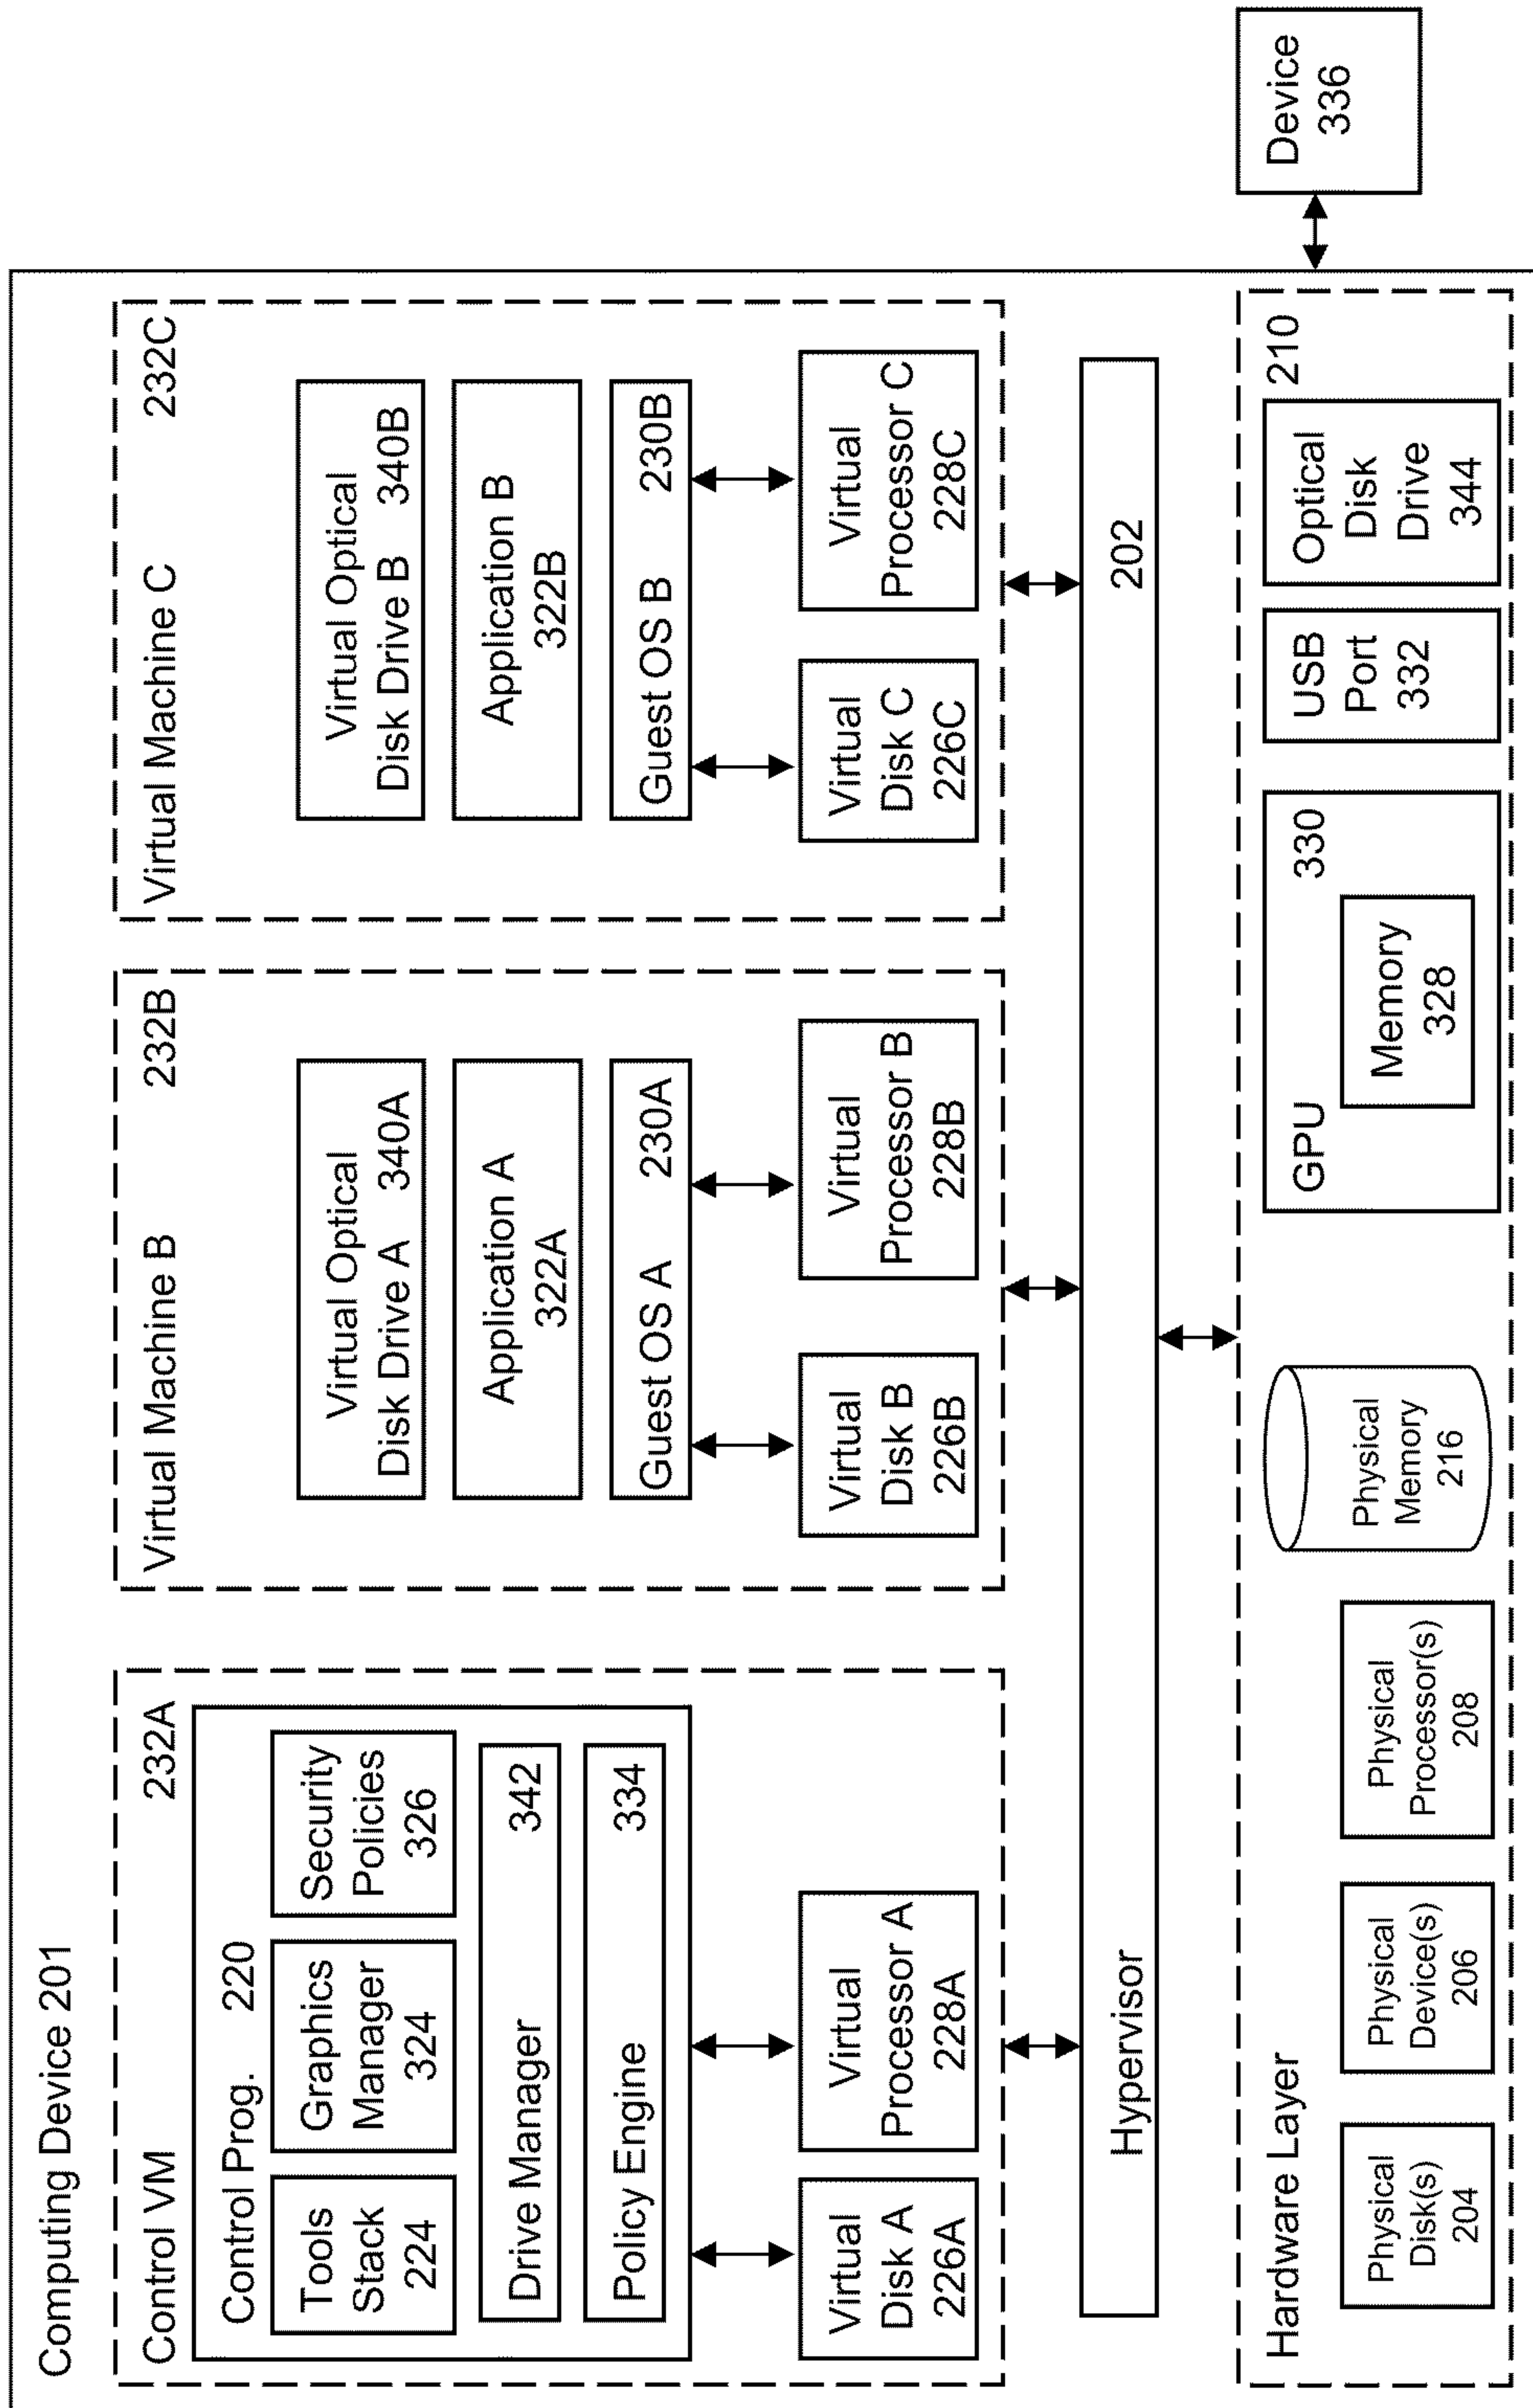 Computing Device 201
Control VM 232A
Control Prog. 220
Tools
Stack
224
Graphics
Manager
324
Security
Policies
326
Drive Manager 342
Policy Engine 334
Virtual
Disk A
226A
Virtual
Processor A
228A
Virtual Machine B 232B
Virtual Optical
Disk Drive A 340A
Application A
322A
Guest OS A 230A
Virtual
Disk B
226B
Virtual
Processor B
228B
Virtual Machine C 232C
Virtual Optical
Disk Drive B 340B
Application B
322B
Guest OS B 230B
Virtual
Disk C
226C
Virtual
Processor C
228C
Hypervisor 202
Hardware Layer 210
Physical
Disk(s)
204
Physical
Device(s)
206
Physical
Processor(s)
208
Physical
Memory
216
GPU 330
Memory
328
USB
Port
332
Optical
Disk
Drive
344
Device
336